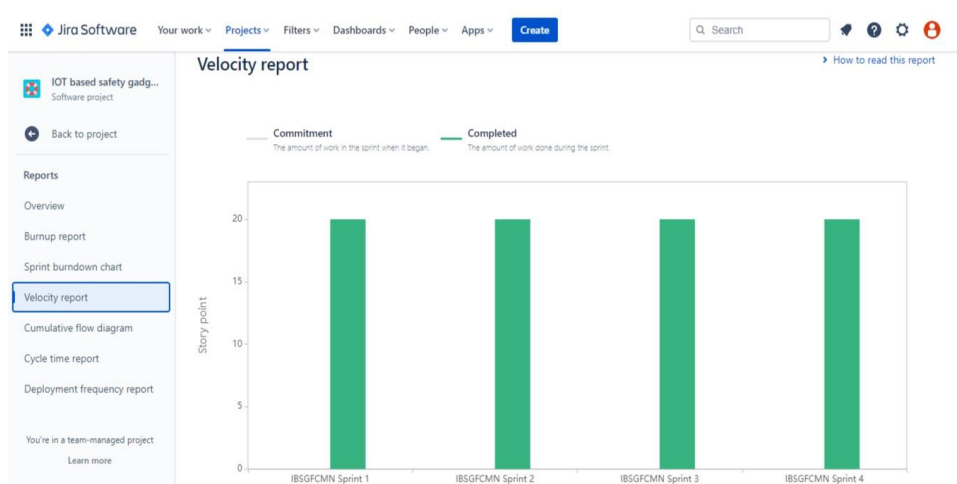 Jira Software Your work Projects Filters Dashboards People Apps Create Search
IOT based safety gadg...
Software project
Back to project
Reports
Overview
Burnup report
Sprint burndown chart
Velocity report
Cumulative flow diagram
Cycle time report
Deployment frequency report
You're in a team-managed project
Learn more
Velocity report
How to read this report
Commitment
The amount of work in the sprint when it began.
Completed
The amount of work done during the sprint.
Story point
20
15
10
5
0
IBSGFCMN Sprint 1 IBSGFCMN Sprint 2 IBSGFCMN Sprint 3 IBSGFCMN Sprint 4